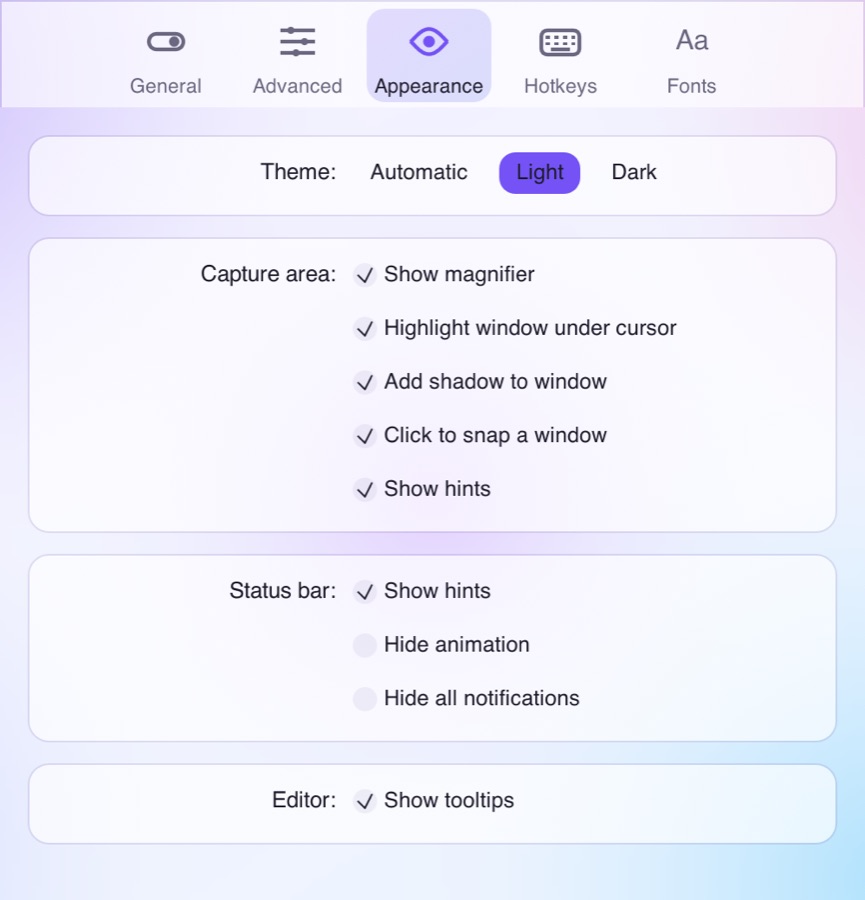 General Advanced Appearance Hotkeys Aa Fonts
Theme: Automatic Light Dark
Capture area: Show magnifier
Highlight window under cursor
Add shadow to window
Click to snap a window
Show hints
Status bar: Show hints
Hide animation
Hide all notifications
Editor: Show tooltips